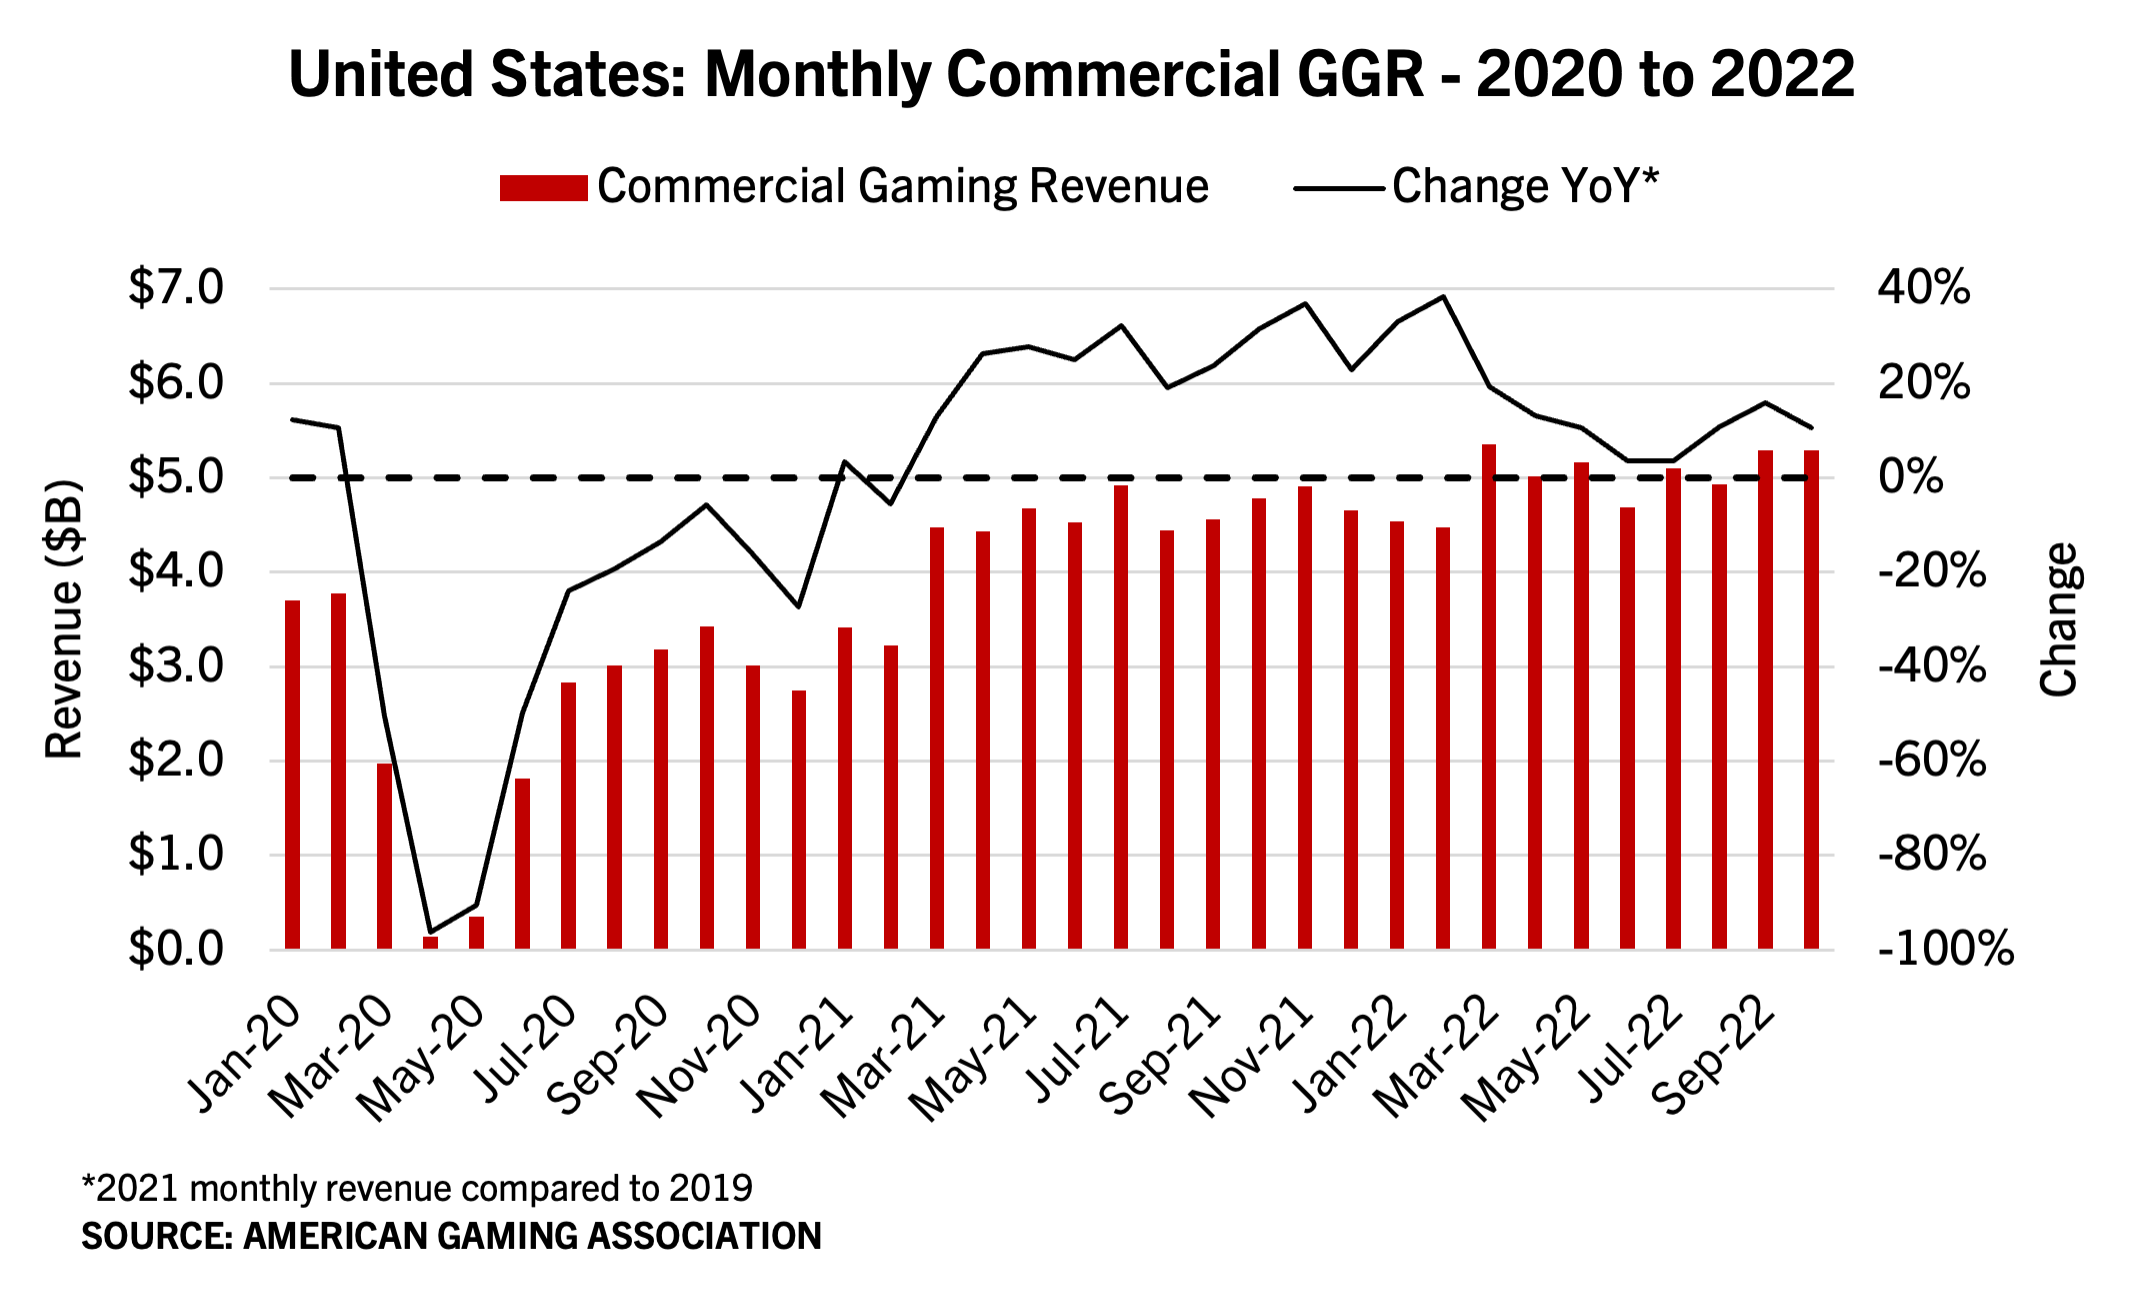 United States: Monthly Commercial GGR - 2020 to 2022
Commercial Gaming Revenue
Change YoY*
$7.0
$6.0
$5.0
$4.0
$3.0
$2.0
$1.0
$0.0
Revenue ($B)
40%
20%
0%
-20%
-40%
-60%
-80%
-100%
Change
Jan-20
Mar-20
May-20
Jul-20
Sep-20
Nov-20
Jan-21
Mar-21
May-21
Jul-21
Sep-21
Nov-21
Jan-22
Mar-22
May-22
Jul-22
Sep-22
*2021 monthly revenue compared to 2019
SOURCE: AMERICAN GAMING ASSOCIATION